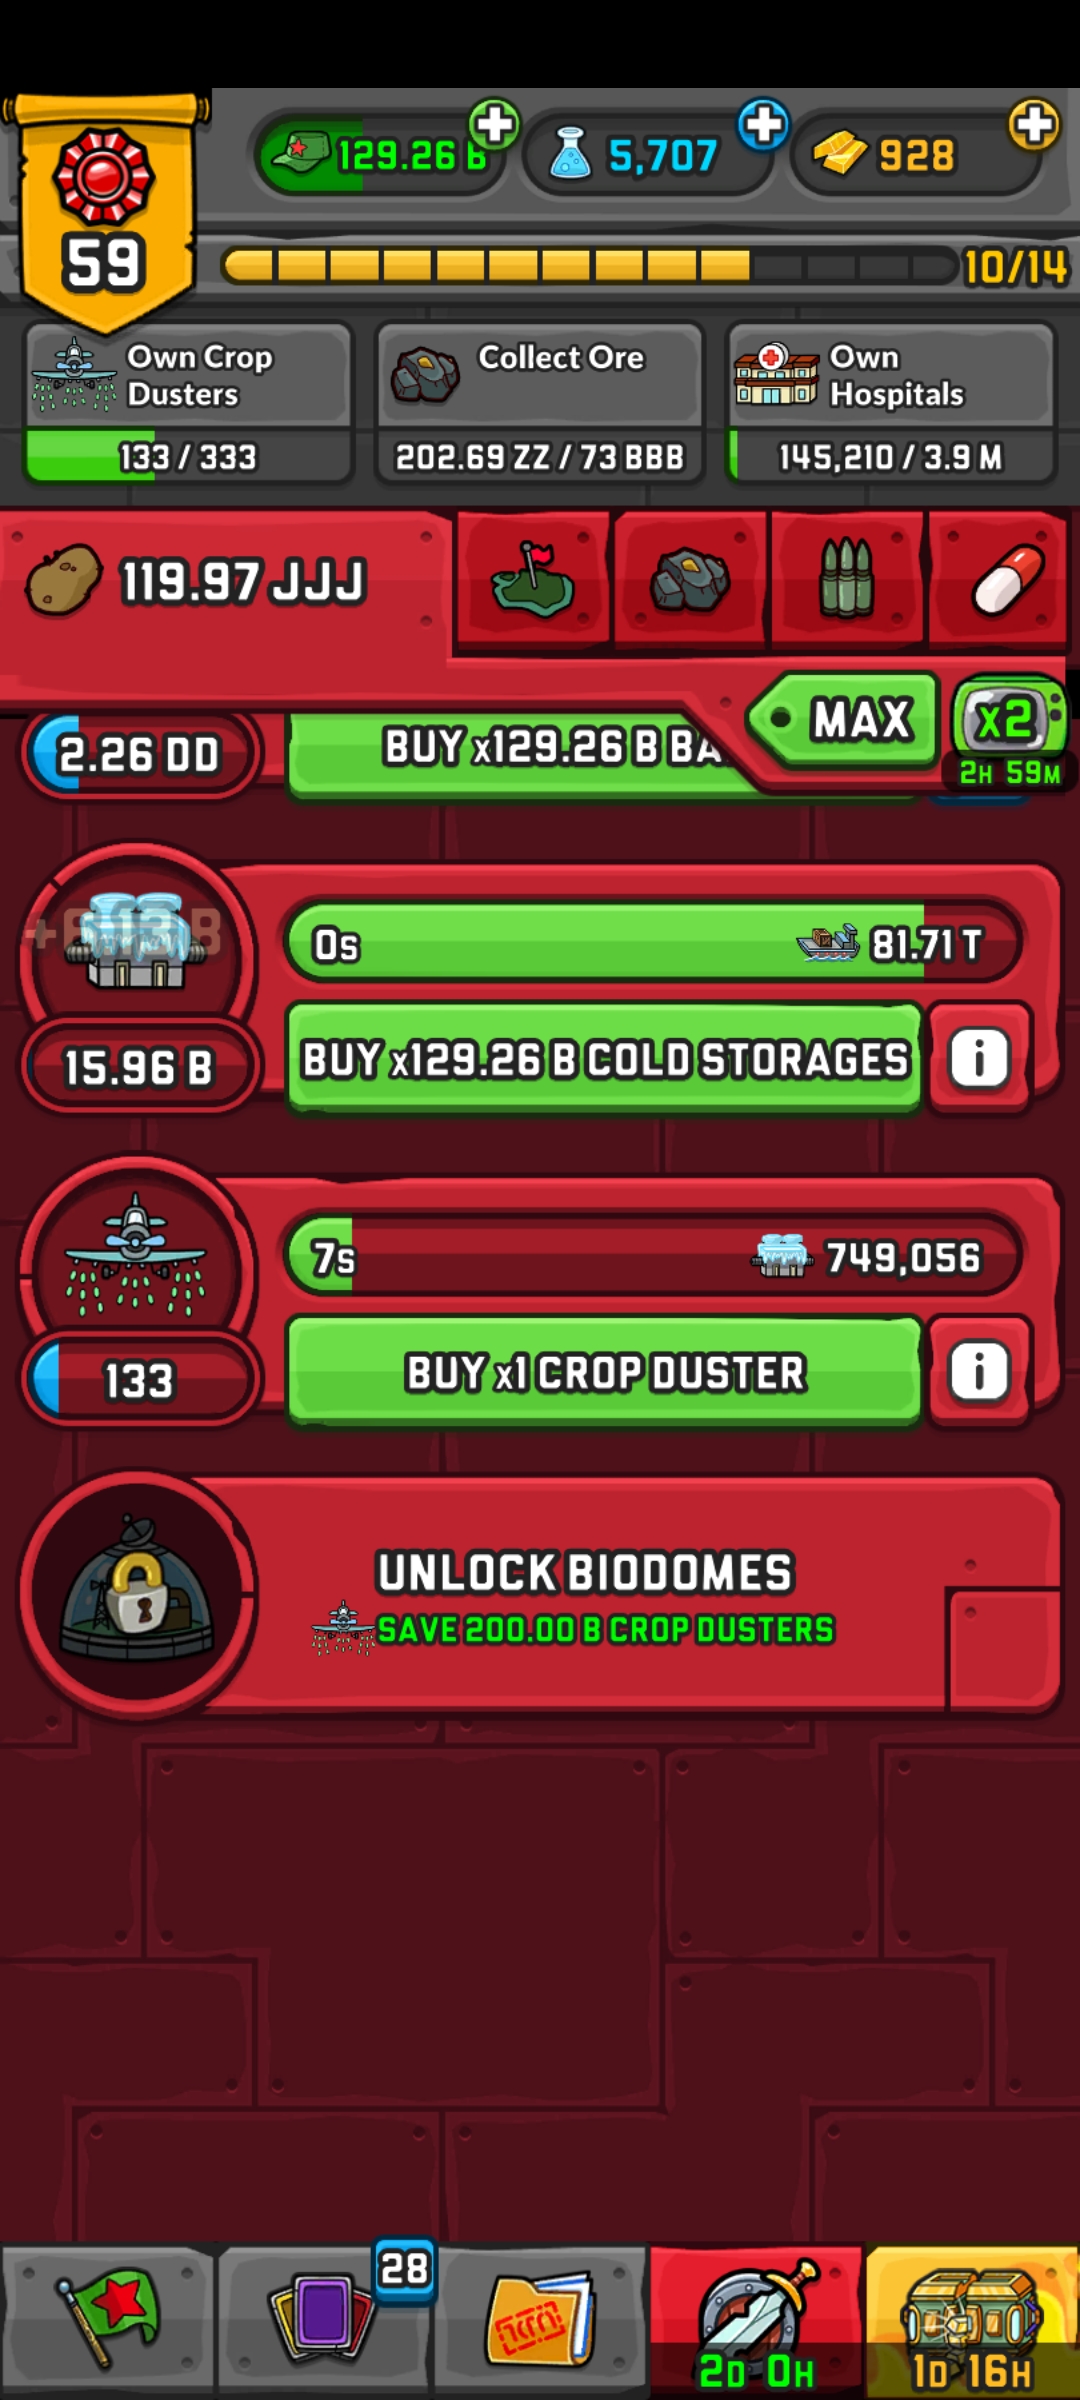 129.26 B
5,707
928
59
10/14
Own Crop
Dusters
133 / 333
Collect Ore
202.69 ZZ / 73 BBB
Own
Hospitals
145,210 / 3.9 M
119.97 JJJ
MAX
x2
2H 59M
2.26 DD
BUY x129.26 B BA
0s
81.71 T
15.96 B
BUY x129.26 B COLD STORAGES
i
7s
749,056
133
BUY x1 CROP DUSTER
i
UNLOCK BIODOMES
SAVE 200.00 B CROP DUSTERS
28
2D 0H
1D 16H